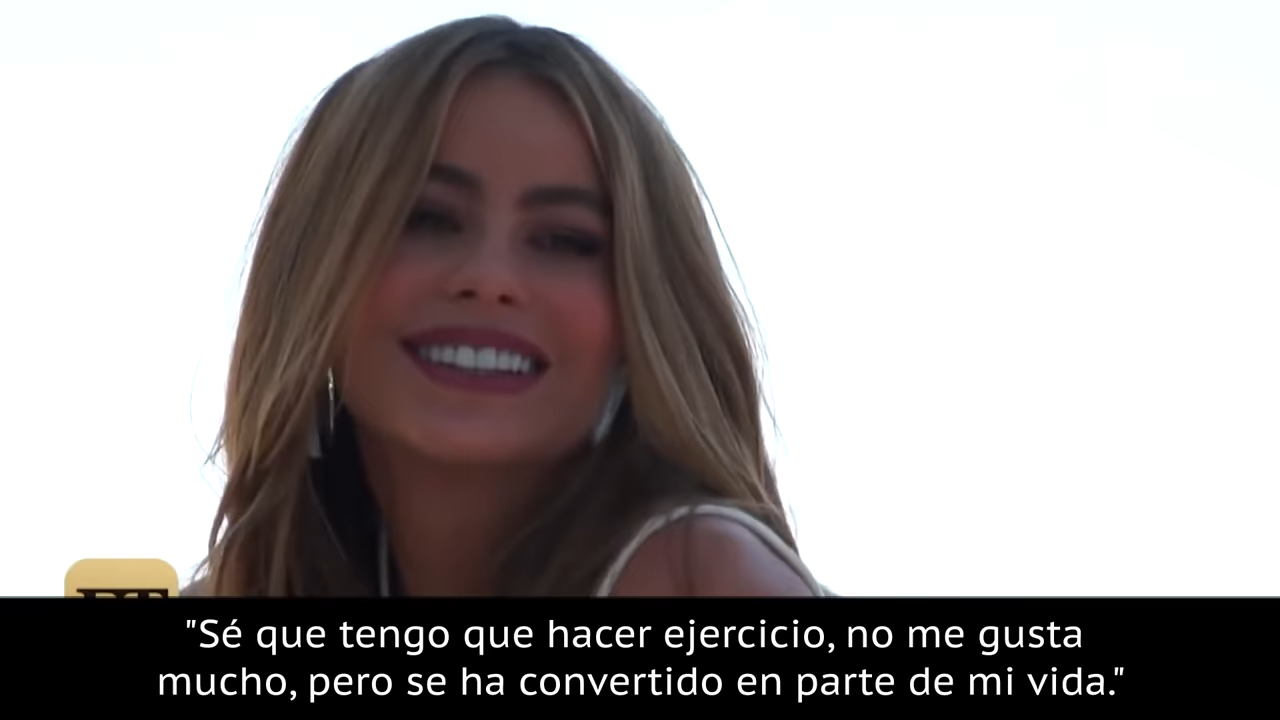 "Sé que tengo que hacer ejercicio, no me gusta
mucho, pero se ha convertido en parte de mi vida."